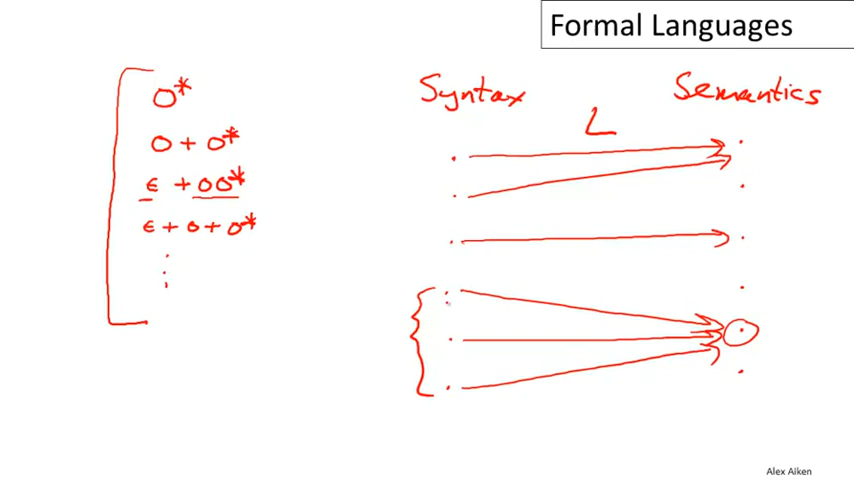 Formal Languages
0*
0 + 0*
ε + 00*
ε + 0 + 0*
Syntax
Semantics
L
Alex Aiken